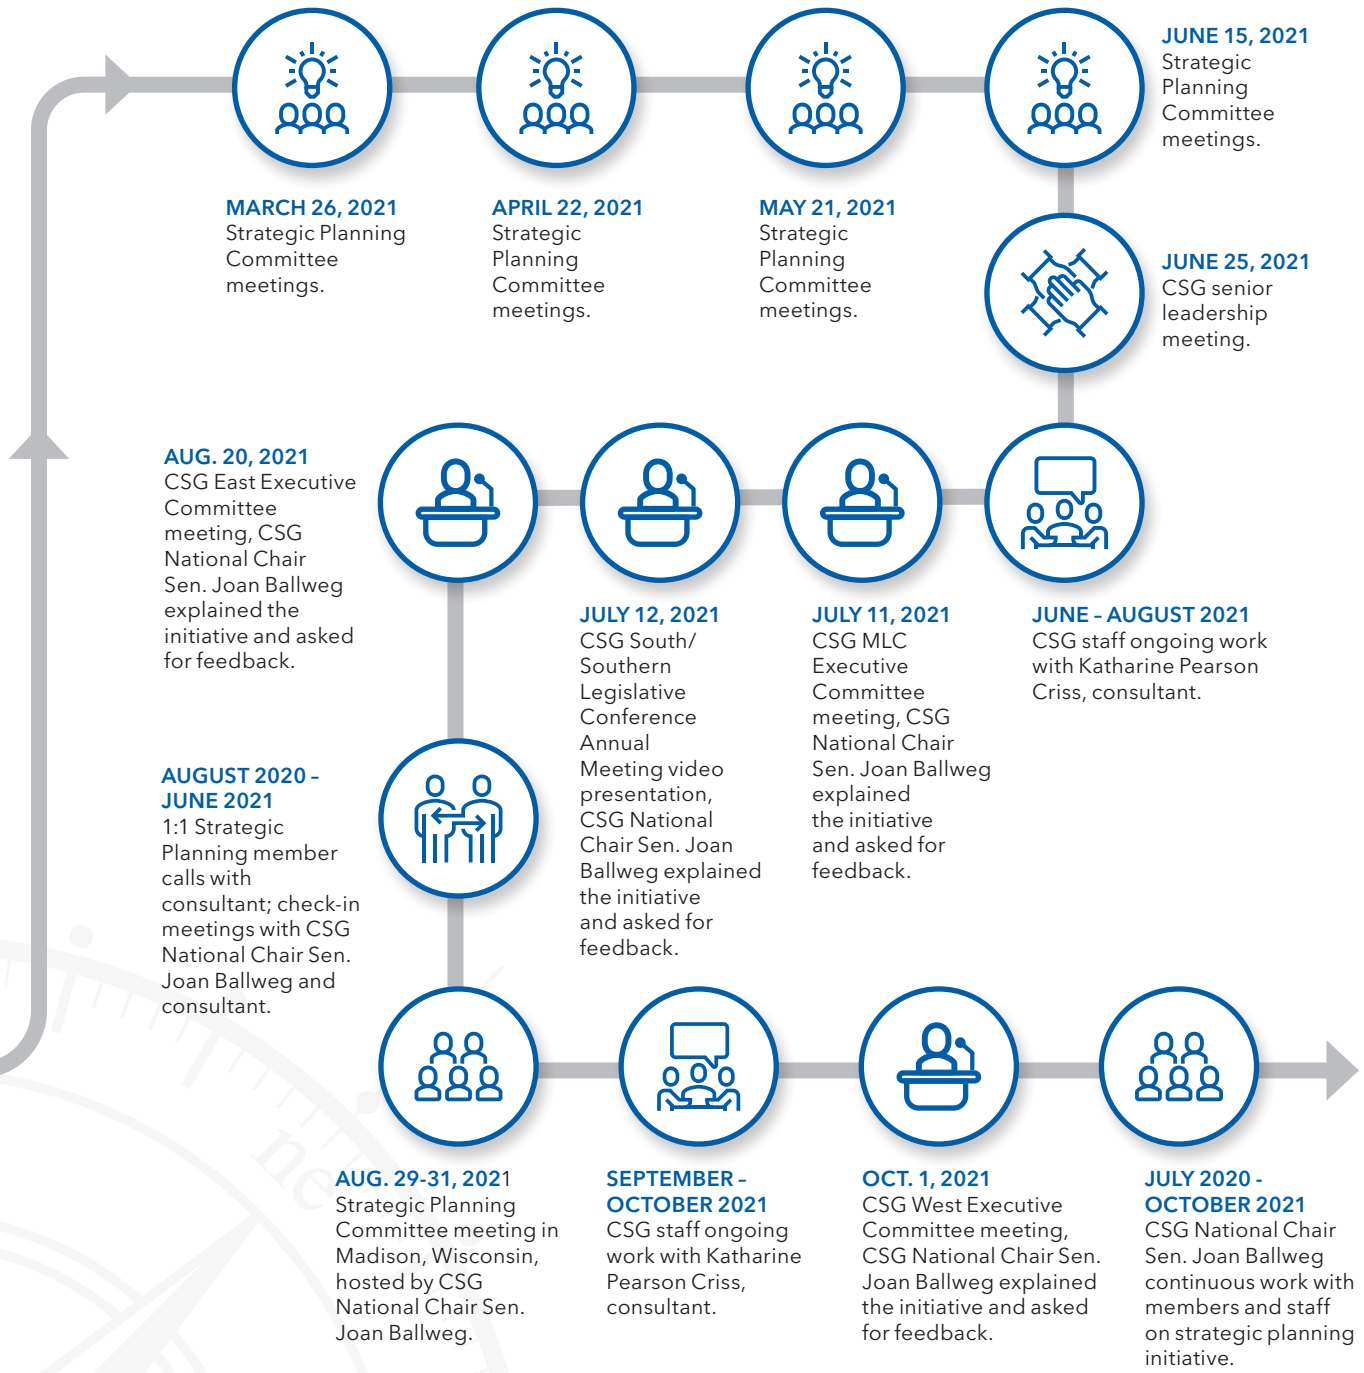 MARCH 26, 2021
Strategic Planning
Committee
meetings.
APRIL 22, 2021
Strategic
Planning
Committee
meetings.
MAY 21, 2021
Strategic
Planning
Committee
meetings.
JUNE 15, 2021
Strategic
Planning
Committee
meetings.
JUNE 25, 2021
CSG senior
leadership
meeting.
JUNE – AUGUST 2021
CSG staff ongoing work
with Katharine Pearson
Criss, consultant.
JULY 11, 2021
CSG MLC
Executive
Committee
meeting, CSG
National Chair
Sen. Joan Ballweg
explained
the initiative
and asked for
feedback.
JULY 12, 2021
CSG South/
Southern
Legislative
Conference
Annual
Meeting video
presentation,
CSG National
Chair Sen. Joan
Ballweg explained
the initiative
and asked for
feedback.
AUG. 20, 2021
CSG East Executive
Committee
meeting, CSG
National Chair
Sen. Joan Ballweg
explained the
initiative and asked
for feedback.
AUGUST 2020 –
JUNE 2021
1:1 Strategic
Planning member
calls with
consultant; check-in
meetings with CSG
National Chair Sen.
Joan Ballweg and
consultant.
AUG. 29-31, 2021
Strategic Planning
Committee meeting in
Madison, Wisconsin,
hosted by CSG
National Chair Sen.
Joan Ballweg.
SEPTEMBER –
OCTOBER 2021
CSG staff ongoing
work with Katharine
Pearson Criss,
consultant.
OCT. 1, 2021
CSG West Executive
Committee meeting,
CSG National Chair Sen.
Joan Ballweg explained
the initiative and asked
for feedback.
JULY 2020 -
OCTOBER 2021
CSG National Chair
Sen. Joan Ballweg
continuous work with
members and staff
on strategic planning
initiative.
ne